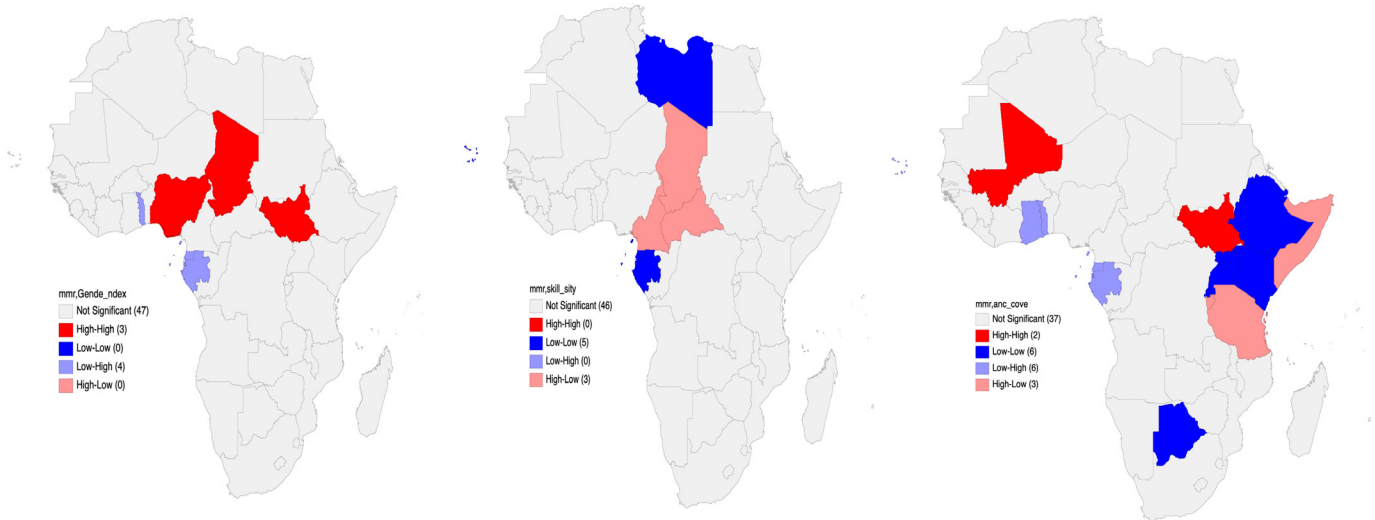 mmr,Gende_ndex
Not Significant (47)
High-High (3)
Low-Low (0)
Low-High (4)
High-Low (0)
mmr,skill_sity
Not Significant (46)
High-High (0)
Low-Low (5)
Low-High (0)
High-Low (3)
mmr,anc_cove
Not Significant (37)
High-High (2)
Low-Low (6)
Low-High (6)
High-Low (3)